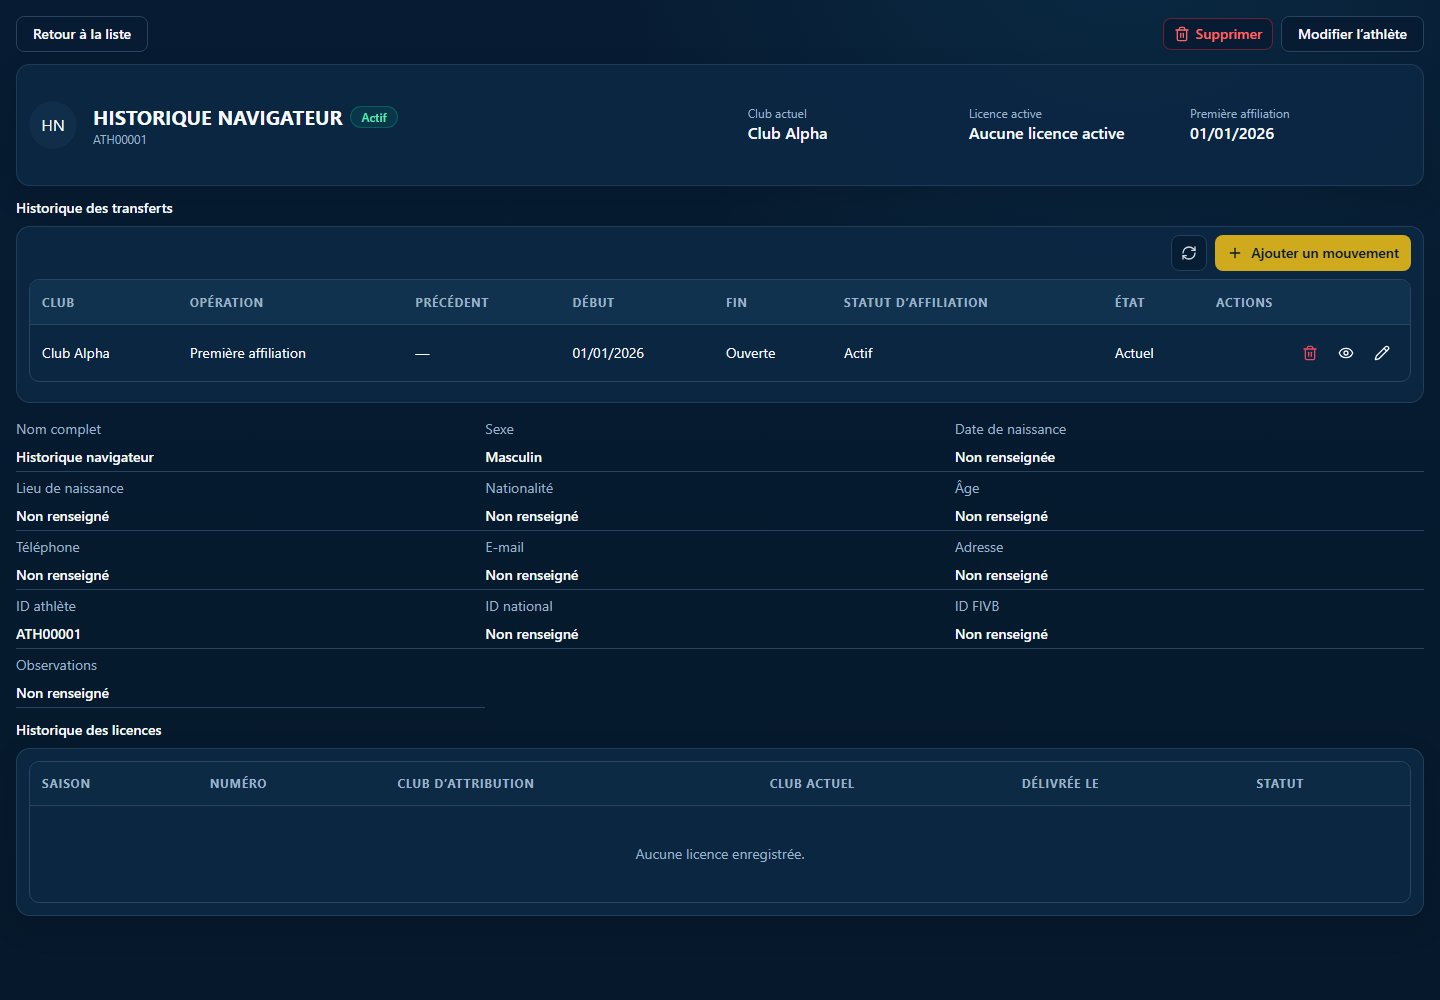 Retour à la liste
Supprimer
Modifier l’athlète
HN
HISTORIQUE NAVIGATEUR
Actif
ATH00001
Club actuel
Club Alpha
Licence active
Aucune licence active
Première affiliation
01/01/2026
Historique des transferts
Ajouter un mouvement
CLUB OPÉRATION PRÉCÉDENT DÉBUT FIN STATUT D’AFFILIATION ÉTAT ACTIONS
Club Alpha Première affiliation — 01/01/2026 Ouverte Actif Actuel
Nom complet Sexe Date de naissance
Historique navigateur Masculin Non renseignée
Lieu de naissance Nationalité Âge
Non renseigné Non renseigné Non renseigné
Téléphone E-mail Adresse
Non renseigné Non renseigné Non renseigné
ID athlète ID national ID FIVB
ATH00001 Non renseigné Non renseigné
Observations
Non renseigné
Historique des licences
SAISON NUMÉRO CLUB D’ATTRIBUTION CLUB ACTUEL DÉLIVRÉE LE STATUT
Aucune licence enregistrée.